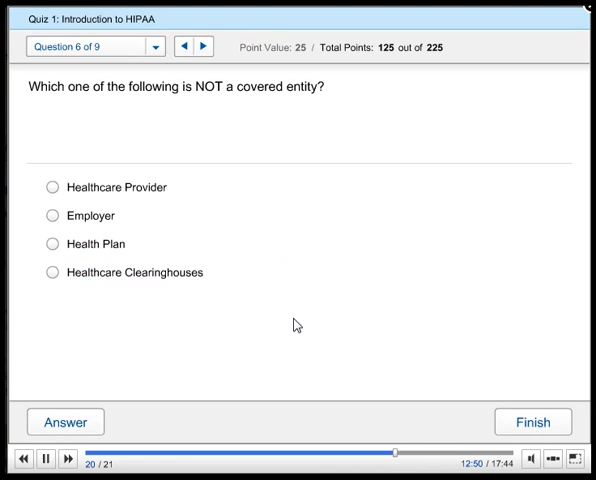 Quiz 1: Introduction to HIPAA
Question 6 of 9
Point Value: 25 / Total Points: 125 out of 225
Which one of the following is NOT a covered entity?
Healthcare Provider
Employer
Health Plan
Healthcare Clearinghouses
Answer
Finish
20 / 21
12:50 / 17:44